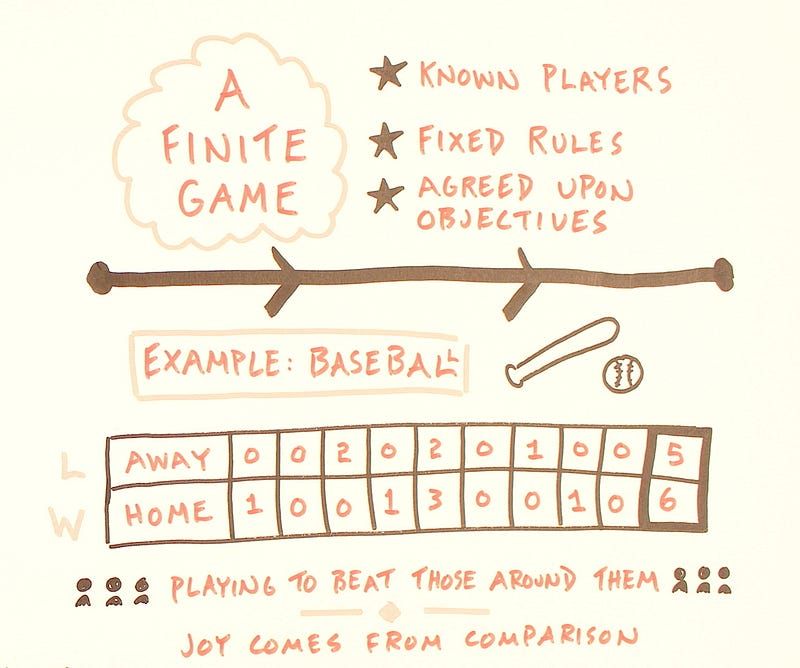 A
FINITE
GAME
KNOWN PLAYERS
FIXED RULES
AGREED UPON
OBJECTIVES
EXAMPLE: BASEBALL
L AWAY 0 0 2 0 2 0 1 0 0 5
W HOME 1 0 0 1 3 0 0 1 0 6
PLAYING TO BEAT THOSE AROUND THEM
JOY COMES FROM COMPARISON